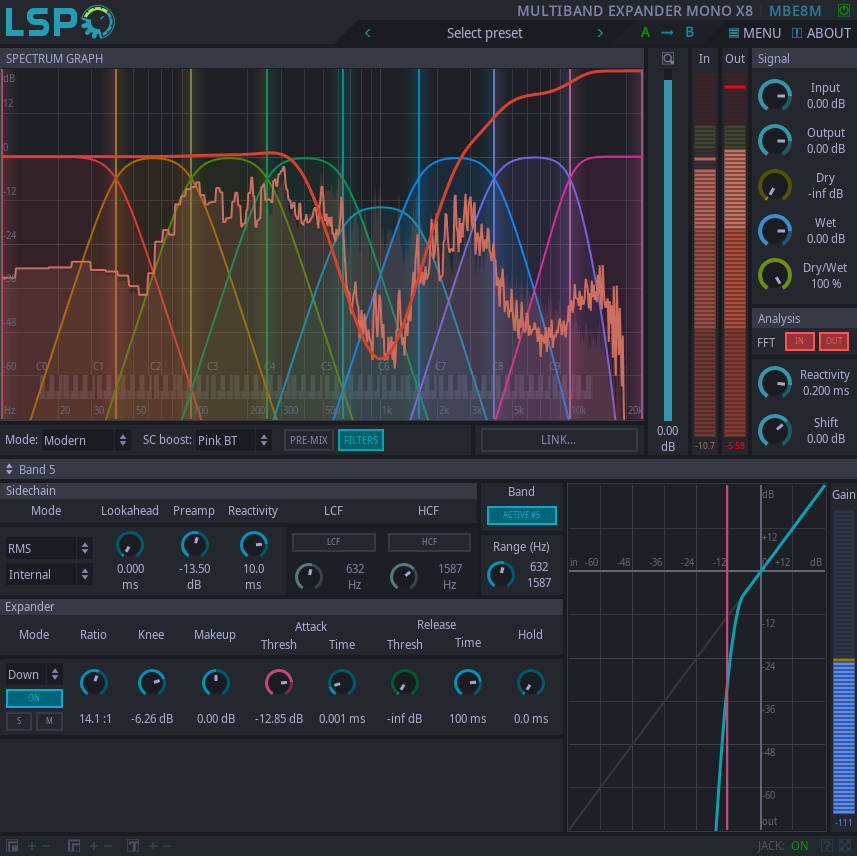 LSP
MULTIBAND EXPANDER MONO X8 MBE8M
Select preset
A B
MENU ABOUT
SPECTRUM GRAPH
dB
12
0
-12
-24
-36
-48
-60
C0 C1 C2 C3 C4 C5 C6 C7 C8 C9
Hz 20 30 50 100 200 300 500 1k 2k 3k 5k 10k 20k
0.00
dB
In Out
-10.7 -5.58
Signal
Input
0.00 dB
Output
0.00 dB
Dry
-inf dB
Wet
0.00 dB
Dry/Wet
100 %
Analysis
FFT IN OUT
Reactivity
0.200 ms
Shift
0.00 dB
Mode: Modern SC boost: Pink BT PRE-MIX FILTERS LINK...
Band 5
Sidechain
Mode Lookahead Preamp Reactivity LCF HCF
RMS
Internal
0.000
ms
-13.50
dB
10.0
ms
LCF
632
Hz
HCF
1587
Hz
Band
ACTIVE #5
Range (Hz)
632
1587
Expander
Mode Ratio Knee Makeup
Attack
Thresh Time
Release
Thresh Time
Hold
Down
ON
S M
14.1 :1 -6.26 dB 0.00 dB -12.85 dB 0.001 ms -inf dB 100 ms 0.0 ms
dB
+12
in -60 -48 -36 -24 -12 0 +12 dB
-12
-24
-36
-48
-60
out
Gain
-111
JACK: ON